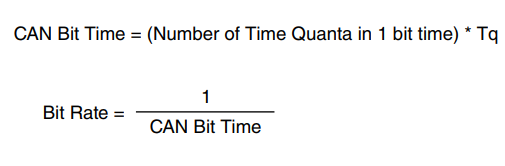 CAN Bit Time = (Number of Time Quanta in 1 bit time) * Tq
1
Bit Rate =
CAN Bit Time